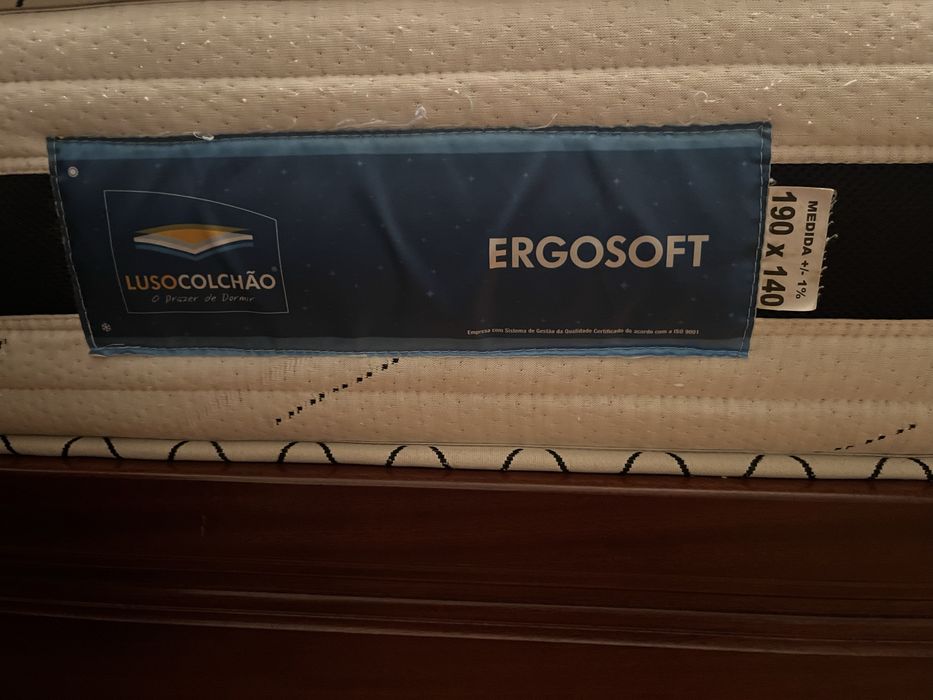 LUSOCOLCHÃO
O Prazer de Dormir
ERGOSOFT
Empresa com Sistema de Gestão da Qualidade Certificado de acordo com a ISO 9001
MEDIDA +/- 1%
190 X 140